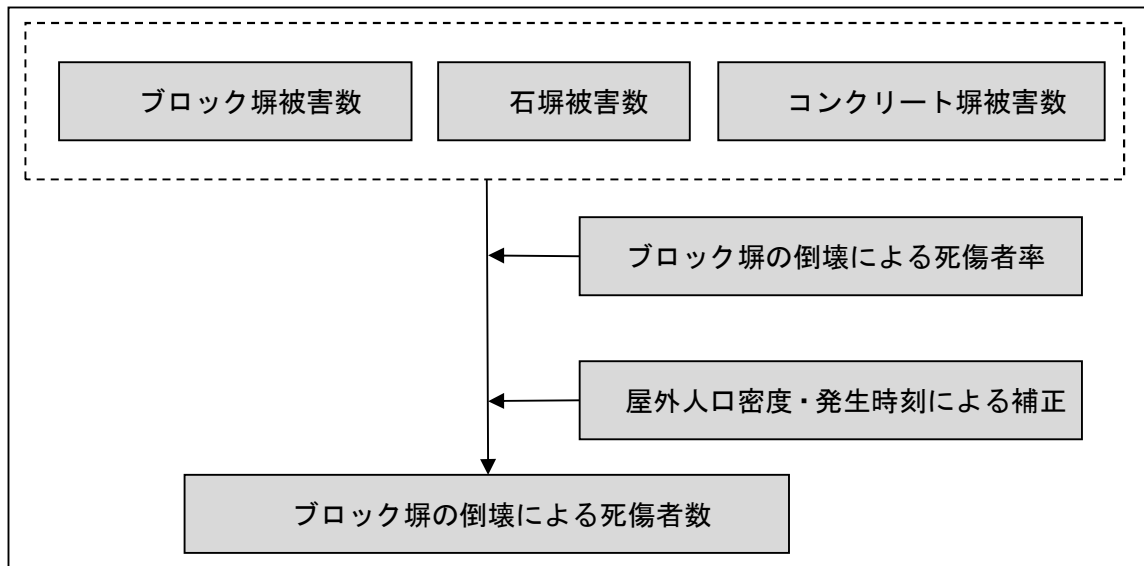 ブロック塀被害数
石塀被害数
コンクリート塀被害数
ブロック塀の倒壊による死傷者率
屋外人口密度・発生時刻による補正
ブロック塀の倒壊による死傷者数